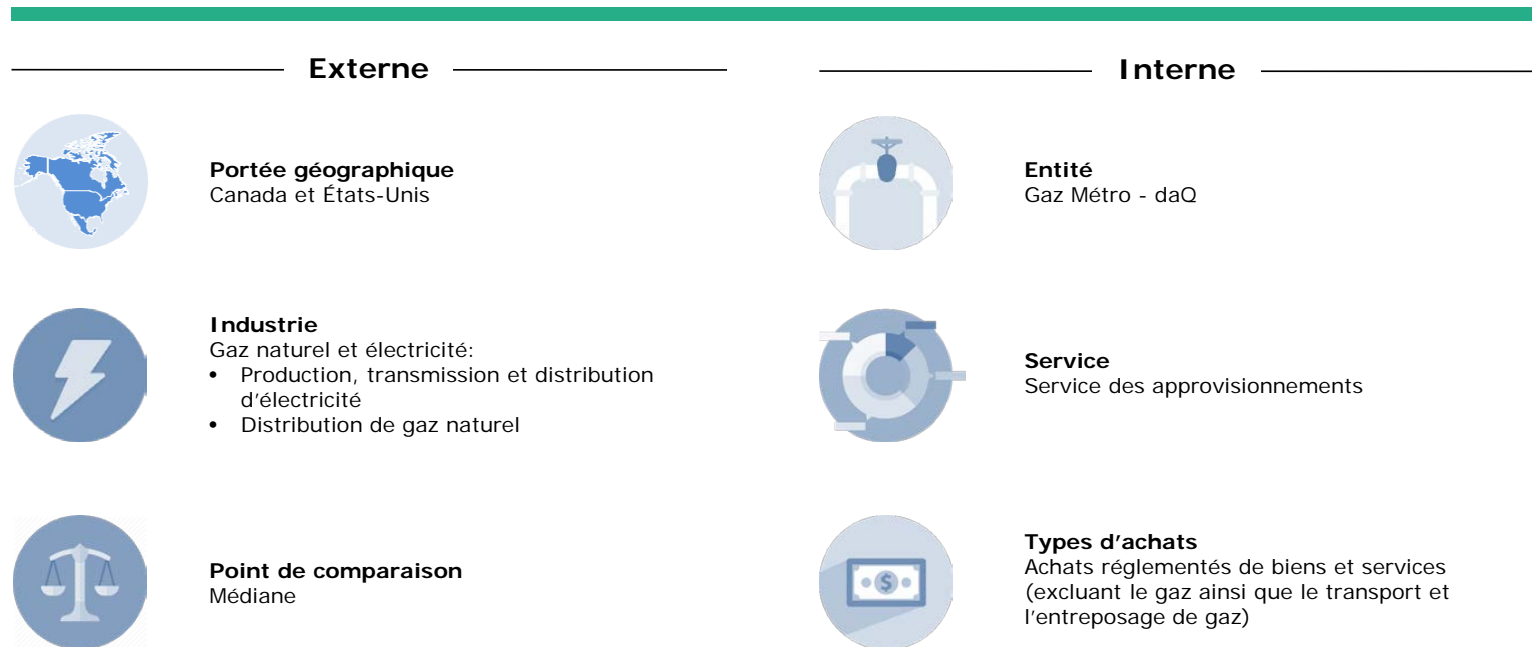 Externe
Portée géographique
Canada et États-Unis
Industrie
Gaz naturel et électricité:
• Production, transmission et distribution
d'électricité
• Distribution de gaz naturel
Point de comparaison
Médiane
Interne
Entité
Gaz Métro - daQ
Service
Service des approvisionnements
Types d'achats
Achats réglementés de biens et services
(excluant le gaz ainsi que le transport et
l'entreposage de gaz)